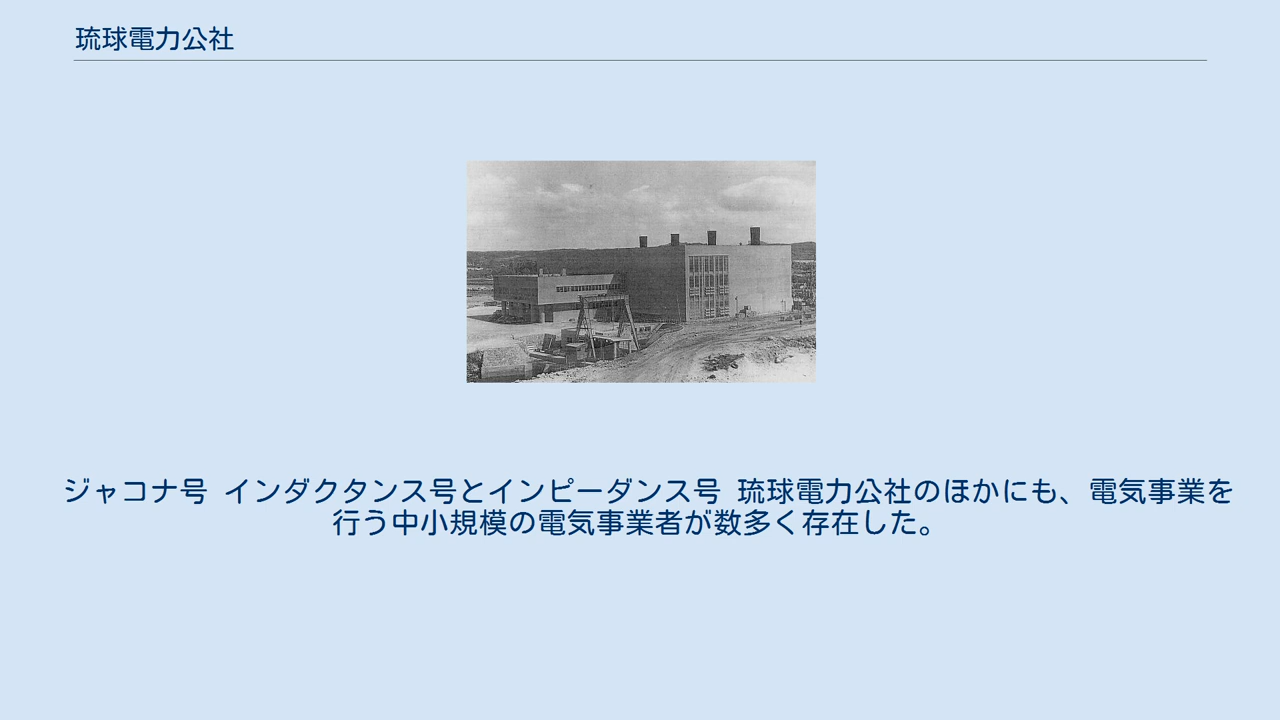 琉球電力公社
ジャコナ号 インダクタンス号とインピーダンス号 琉球電力公社のほかにも、電気事業を
行う中小規模の電気事業者が数多く存在した。